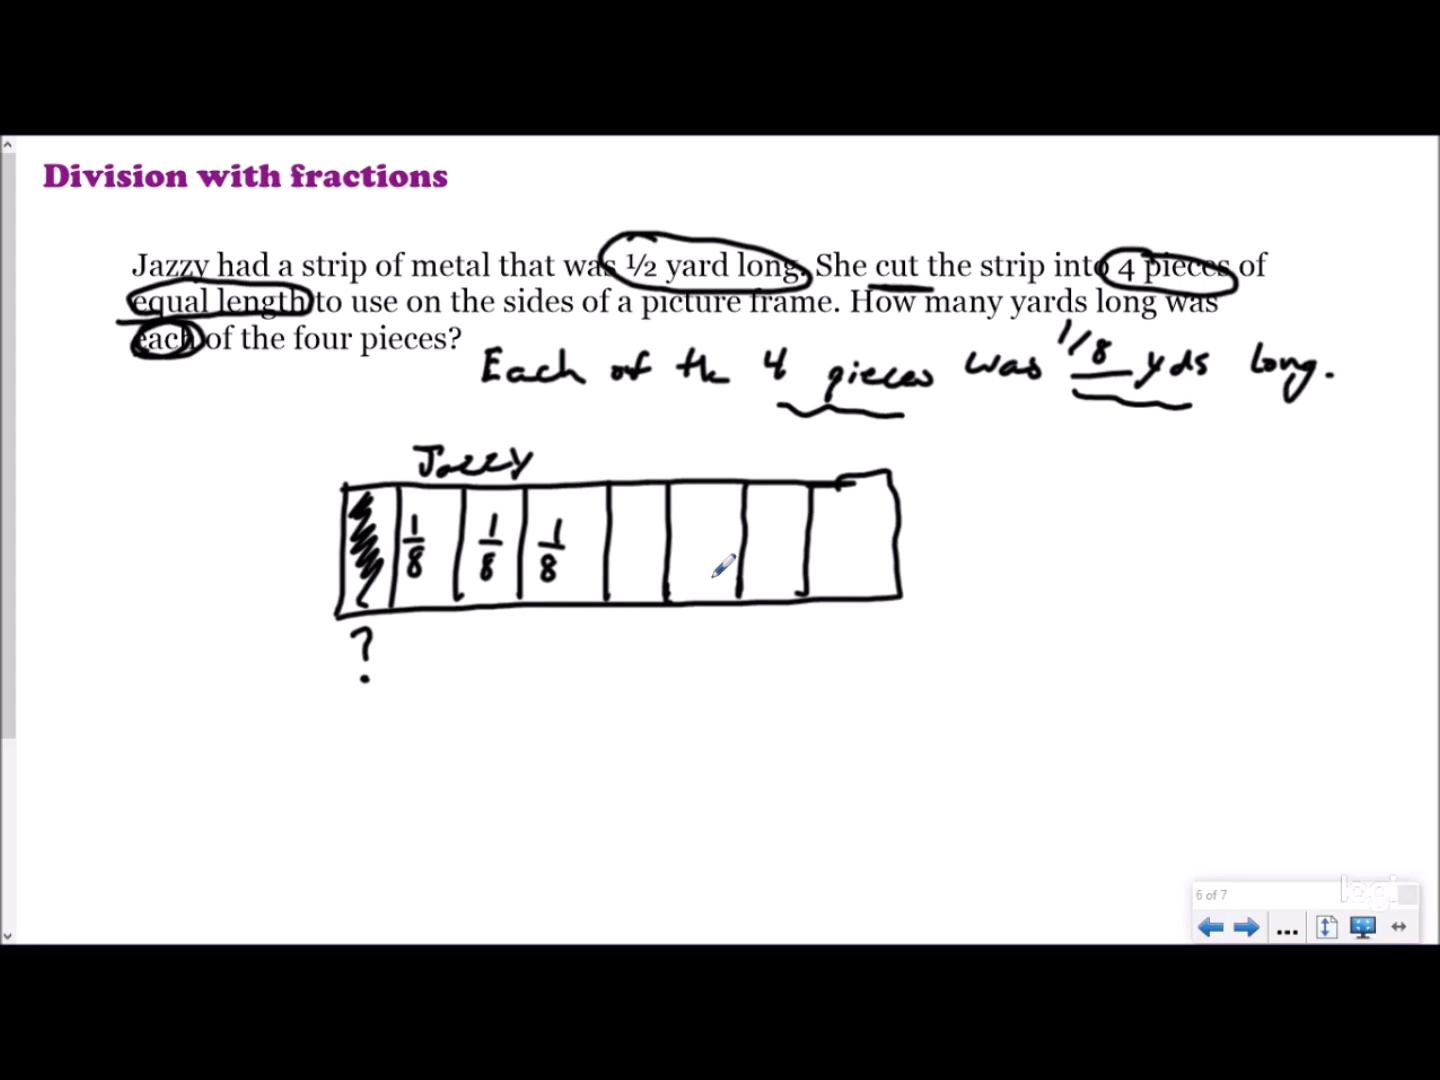 Division with fractions
Jazzy had a strip of metal that was ½ yard long. She cut the strip into 4 pieces of
equal length to use on the sides of a picture frame. How many yards long was
each of the four pieces?
Each of the 4 pieces was 1/8 yds long.
Jazzy
1/8 1/8 1/8
?
6 of 7
logi